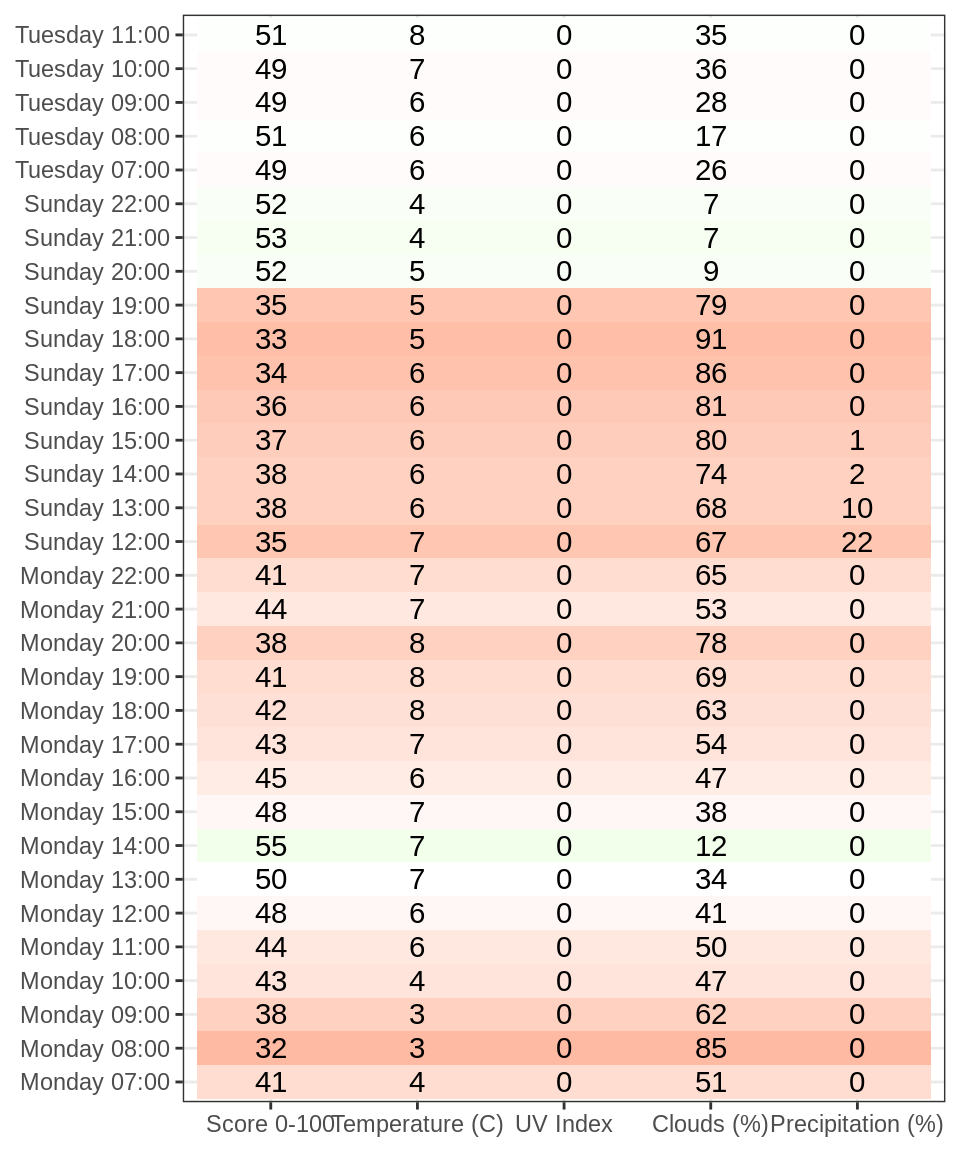 Tuesday 11:00 51 8 0 35 0
Tuesday 10:00 49 7 0 36 0
Tuesday 09:00 49 6 0 28 0
Tuesday 08:00 51 6 0 17 0
Tuesday 07:00 49 6 0 26 0
Sunday 22:00 52 4 0 7 0
Sunday 21:00 53 4 0 7 0
Sunday 20:00 52 5 0 9 0
Sunday 19:00 35 5 0 79 0
Sunday 18:00 33 5 0 91 0
Sunday 17:00 34 6 0 86 0
Sunday 16:00 36 6 0 81 0
Sunday 15:00 37 6 0 80 1
Sunday 14:00 38 6 0 74 2
Sunday 13:00 38 6 0 68 10
Sunday 12:00 35 7 0 67 22
Monday 22:00 41 7 0 65 0
Monday 21:00 44 7 0 53 0
Monday 20:00 38 8 0 78 0
Monday 19:00 41 8 0 69 0
Monday 18:00 42 8 0 63 0
Monday 17:00 43 7 0 54 0
Monday 16:00 45 6 0 47 0
Monday 15:00 48 7 0 38 0
Monday 14:00 55 7 0 12 0
Monday 13:00 50 7 0 34 0
Monday 12:00 48 6 0 41 0
Monday 11:00 44 6 0 50 0
Monday 10:00 43 4 0 47 0
Monday 09:00 38 3 0 62 0
Monday 08:00 32 3 0 85 0
Monday 07:00 41 4 0 51 0
Score 0-100 Temperature (C) UV Index Clouds (%) Precipitation (%)